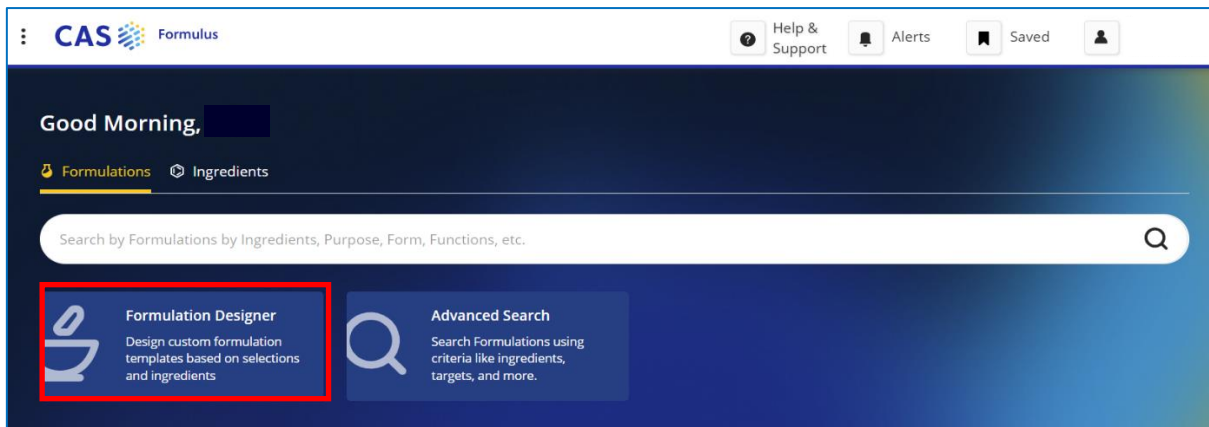 CAS Formulus
Help &
Support
Alerts
Saved
Good Morning,
Formulations Ingredients
Search by Formulations by Ingredients, Purpose, Form, Functions, etc.
Formulation Designer
Design custom formulation
templates based on selections
and ingredients
Advanced Search
Search Formulations using
criteria like ingredients,
targets, and more.